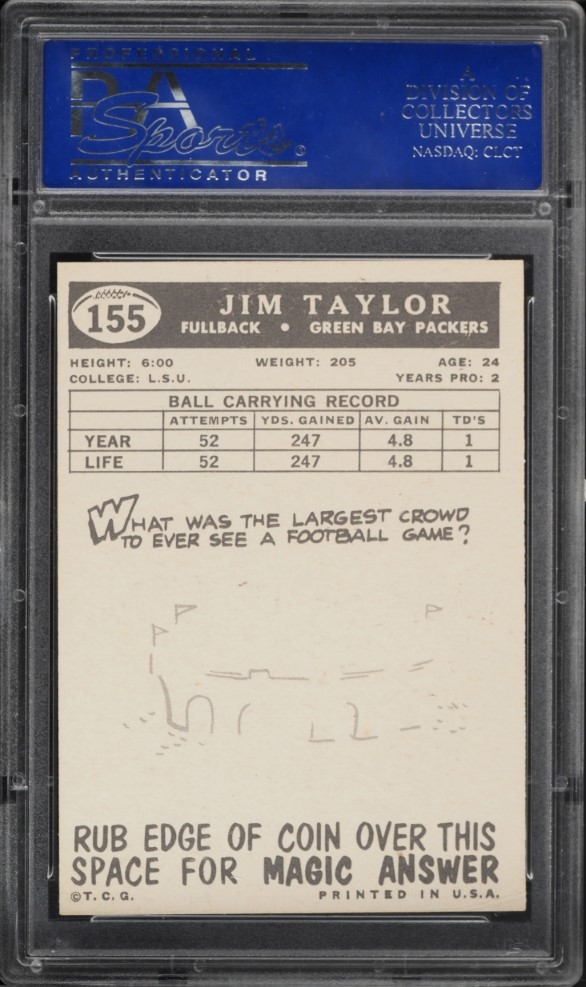 PROFESSIONAL
PSA
Sports
AUTHENTICATOR
A
DIVISION OF
COLLECTORS
UNIVERSE
NASDAQ: CLCT
155
JIM TAYLOR
FULLBACK • GREEN BAY PACKERS
HEIGHT: 6:00 WEIGHT: 205 AGE: 24
COLLEGE: L.S.U. YEARS PRO: 2
BALL CARRYING RECORD
ATTEMPTS YDS. GAINED AV. GAIN TD'S
YEAR 52 247 4.8 1
LIFE 52 247 4.8 1
WHAT WAS THE LARGEST CROWD
TO EVER SEE A FOOTBALL GAME?
RUB EDGE OF COIN OVER THIS
SPACE FOR MAGIC ANSWER
©T.C.G. PRINTED IN U.S.A.